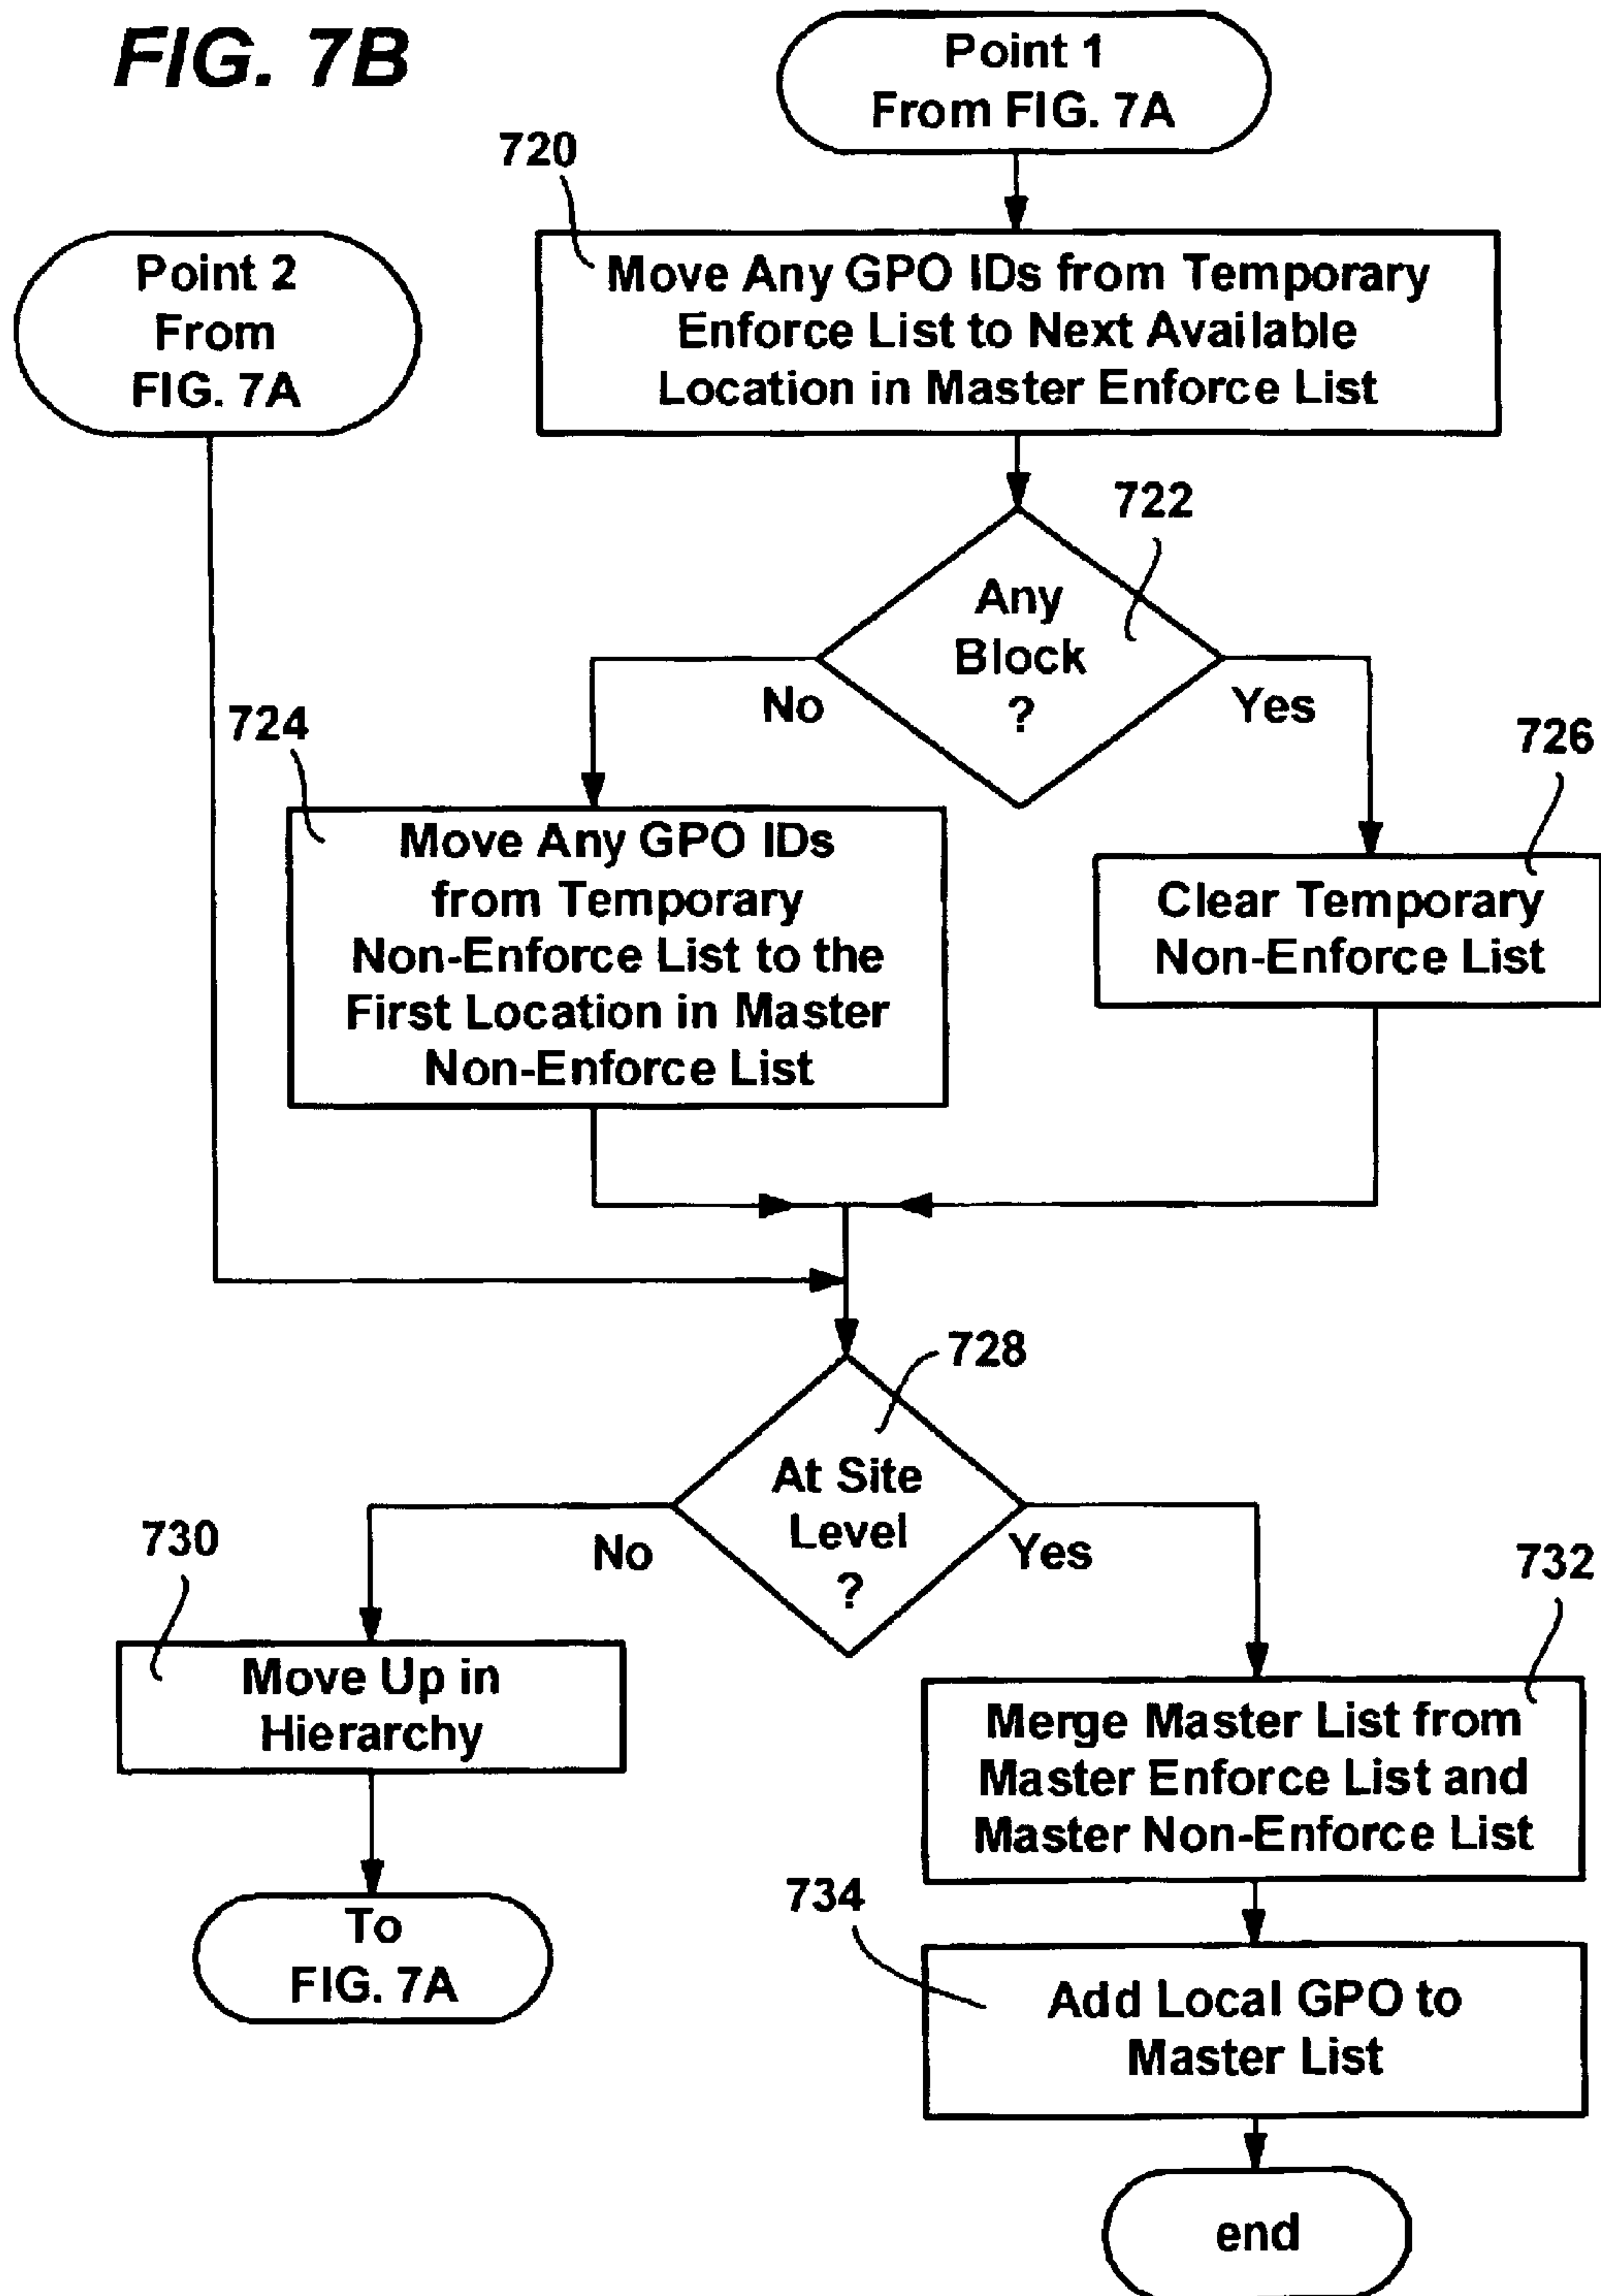 FIG. 7B
Point 1
From FIG. 7A
720
Move Any GPO IDs from Temporary
Enforce List to Next Available
Location in Master Enforce List
Point 2
From
FIG. 7A
722
Any
Block
?
No
Yes
724
Move Any GPO IDs
from Temporary
Non-Enforce List to the
First Location in Master
Non-Enforce List
726
Clear Temporary
Non-Enforce List
728
At Site
Level
?
No
Yes
730
Move Up in
Hierarchy
To
FIG. 7A
732
Merge Master List from
Master Enforce List and
Master Non-Enforce List
734
Add Local GPO to
Master List
end